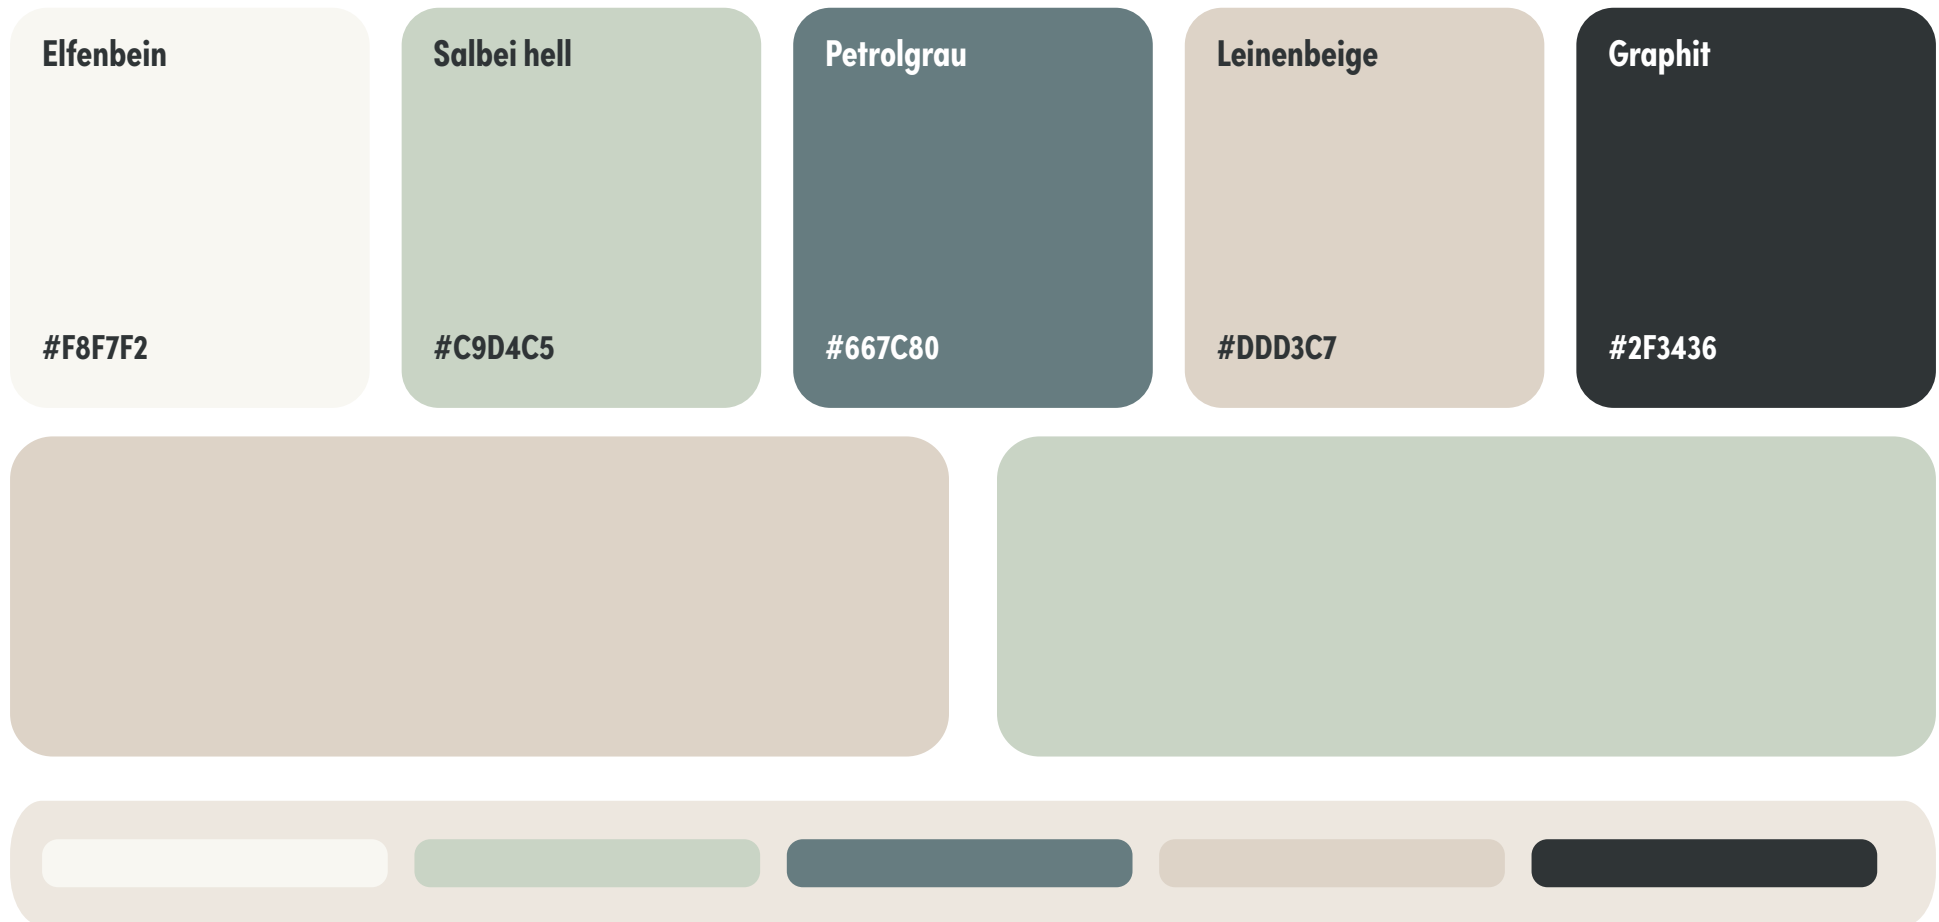 Elfenbein
Salbei hell
Petrolgrau
Leinenbeige
Graphit
#F8F7F2
#C9D4C5
#667C80
#DDD3C7
#2F3436